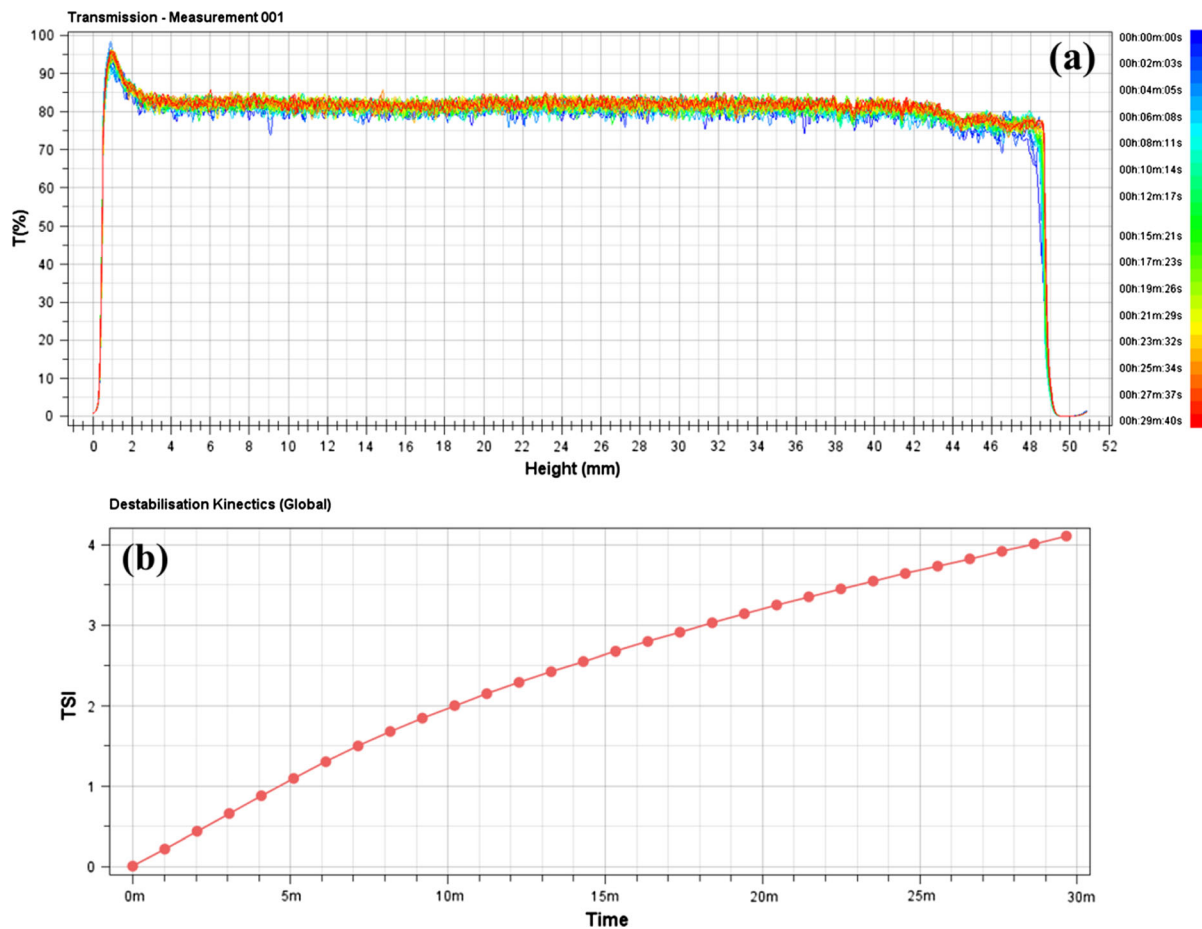 Transmission - Measurement 001
(a)
T(%)
100
90
80
70
60
50
40
30
20
10
0
0 2 4 6 8 10 12 14 16 18 20 22 24 26 28 30 32 34 36 38 40 42 44 46 48 50 52
Height (mm)
00h:00m:00s
00h:02m:03s
00h:04m:05s
00h:06m:08s
00h:08m:11s
00h:10m:14s
00h:12m:17s
00h:15m:21s
00h:17m:23s
00h:19m:26s
00h:21m:29s
00h:23m:32s
00h:25m:34s
00h:27m:37s
00h:29m:40s
Destabilisation Kinectics (Global)
(b)
TSI
4
3
2
1
0
0m 5m 10m 15m 20m 25m 30m
Time